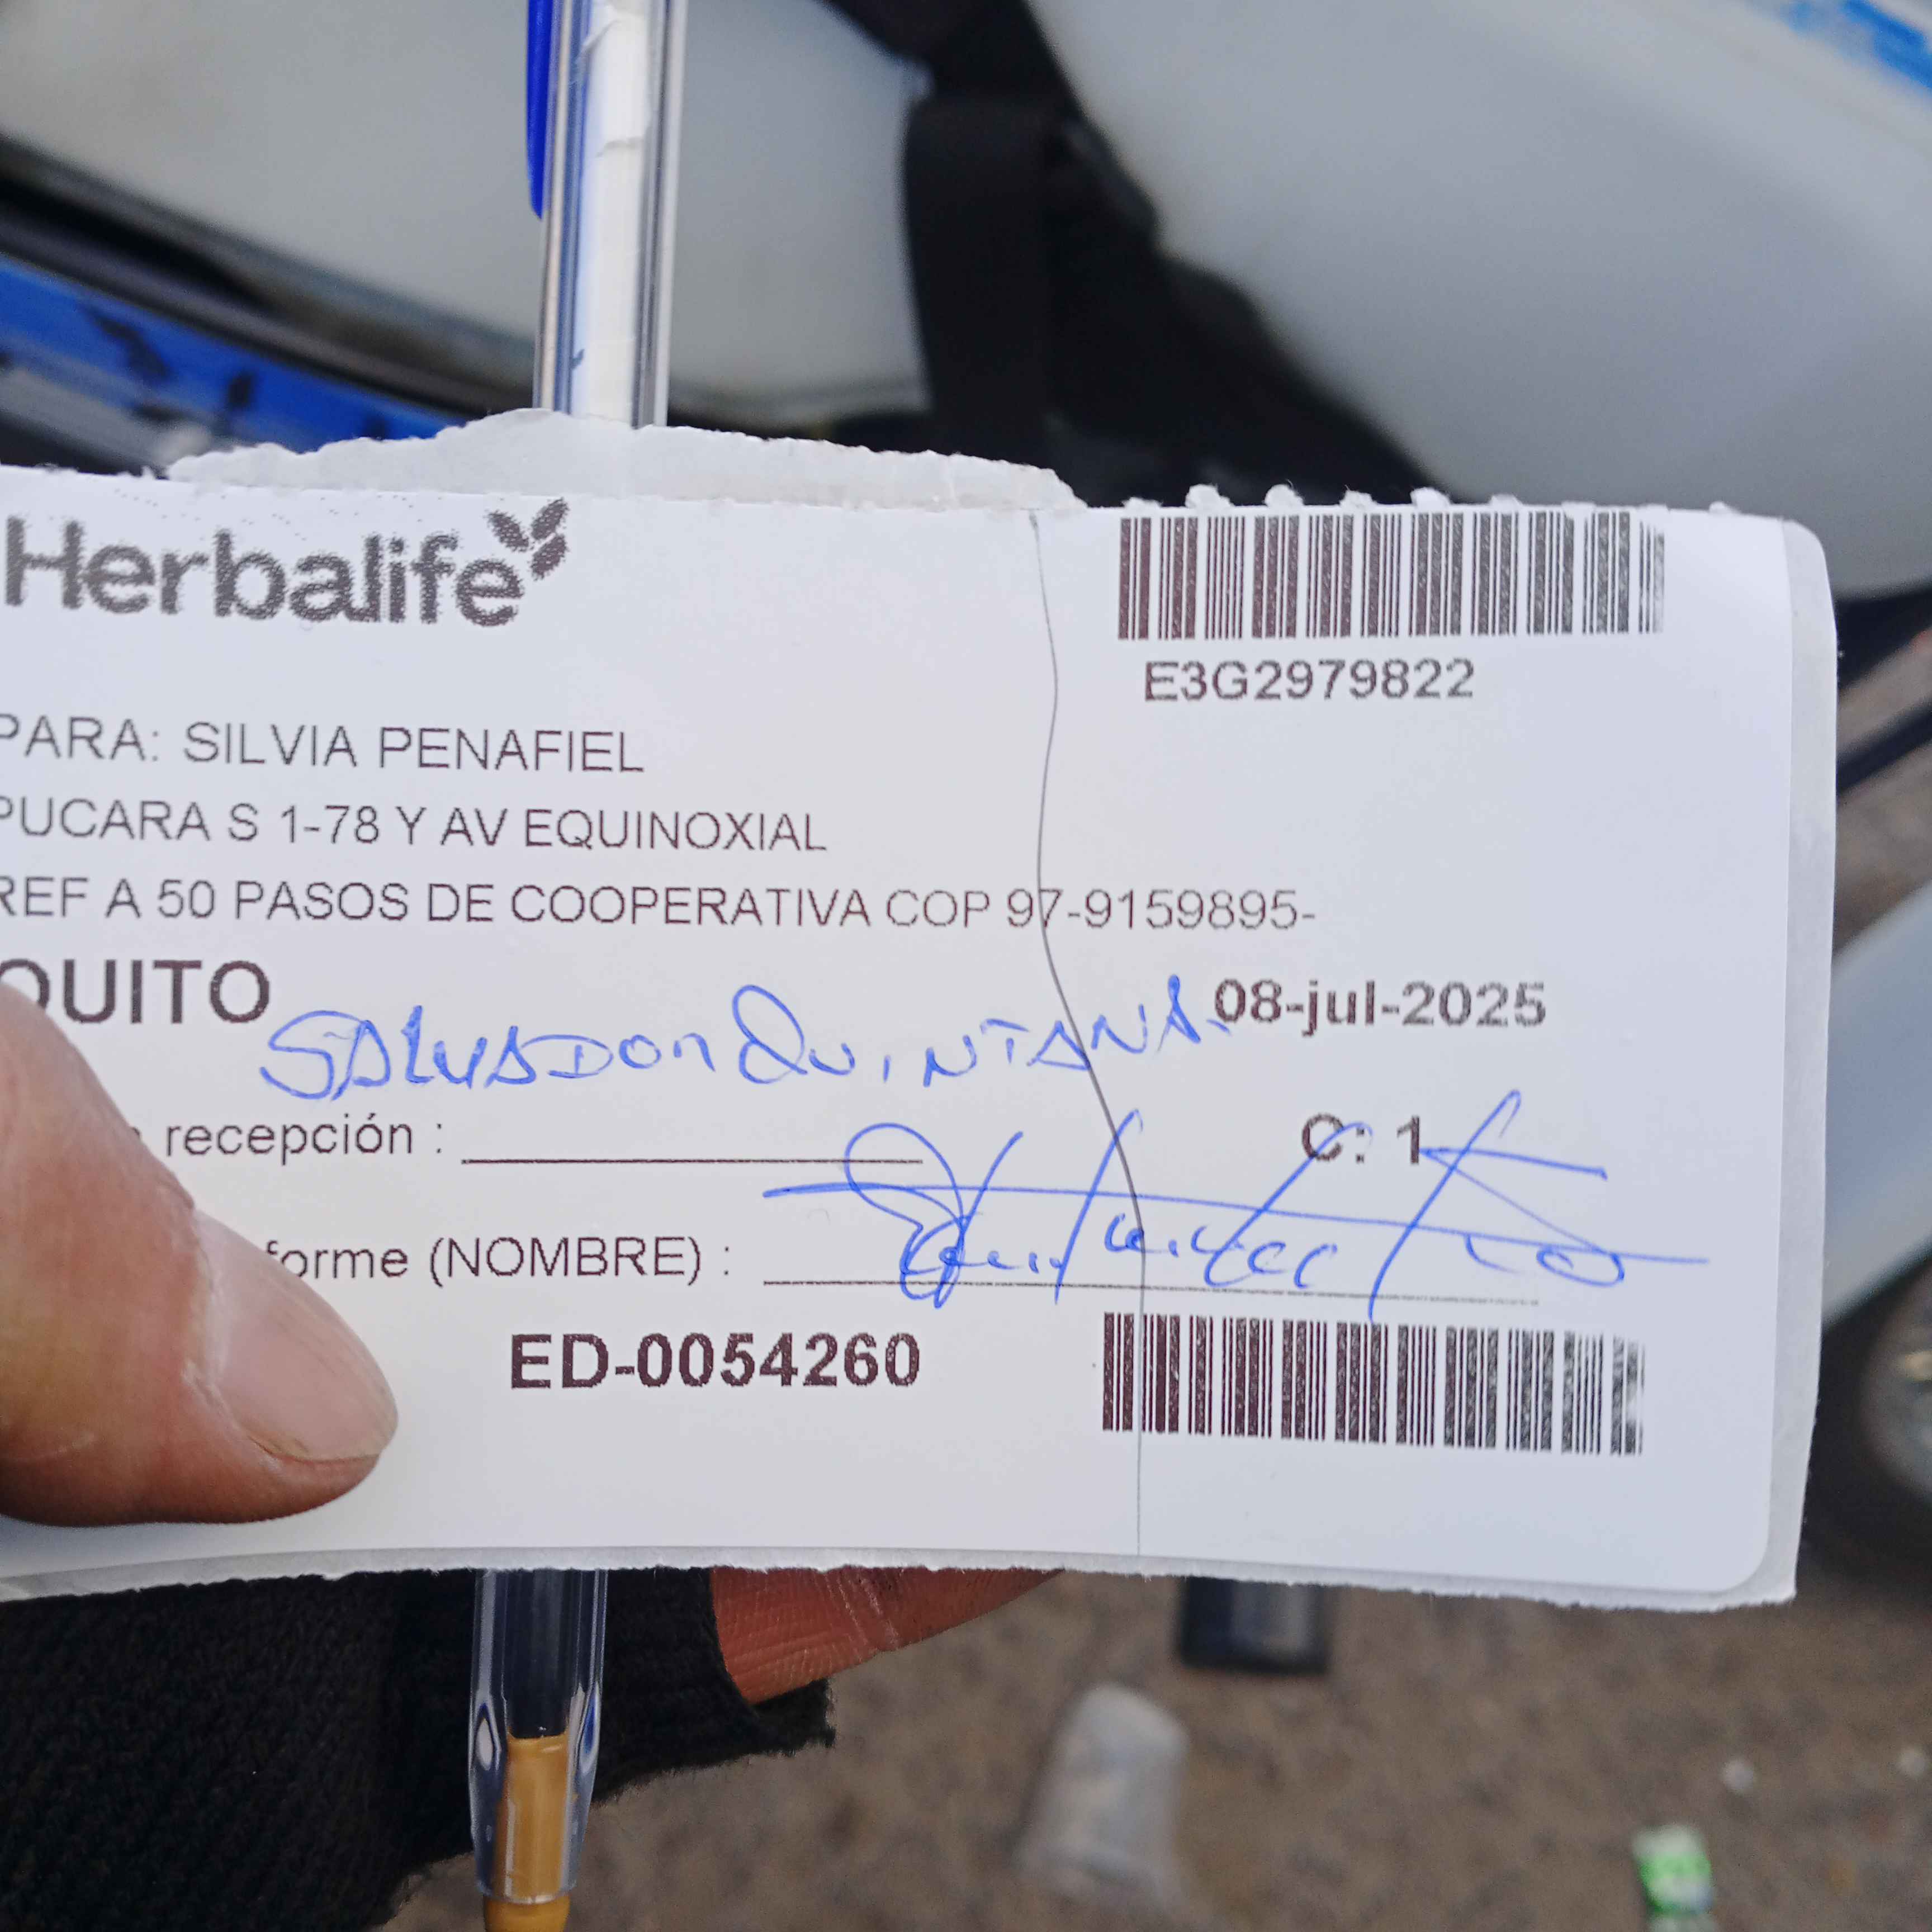 Herbalife
E3G2979822
PARA: SILVIA PENAFIEL
PUCARA S 1-78 Y AV EQUINOXIAL
REF A 50 PASOS DE COOPERATIVA COP 97-9159895-
QUITO
08-jul-2025
SALVADOR QUINTANA
recepción :
C: 1
forme (NOMBRE) :
ED-0054260